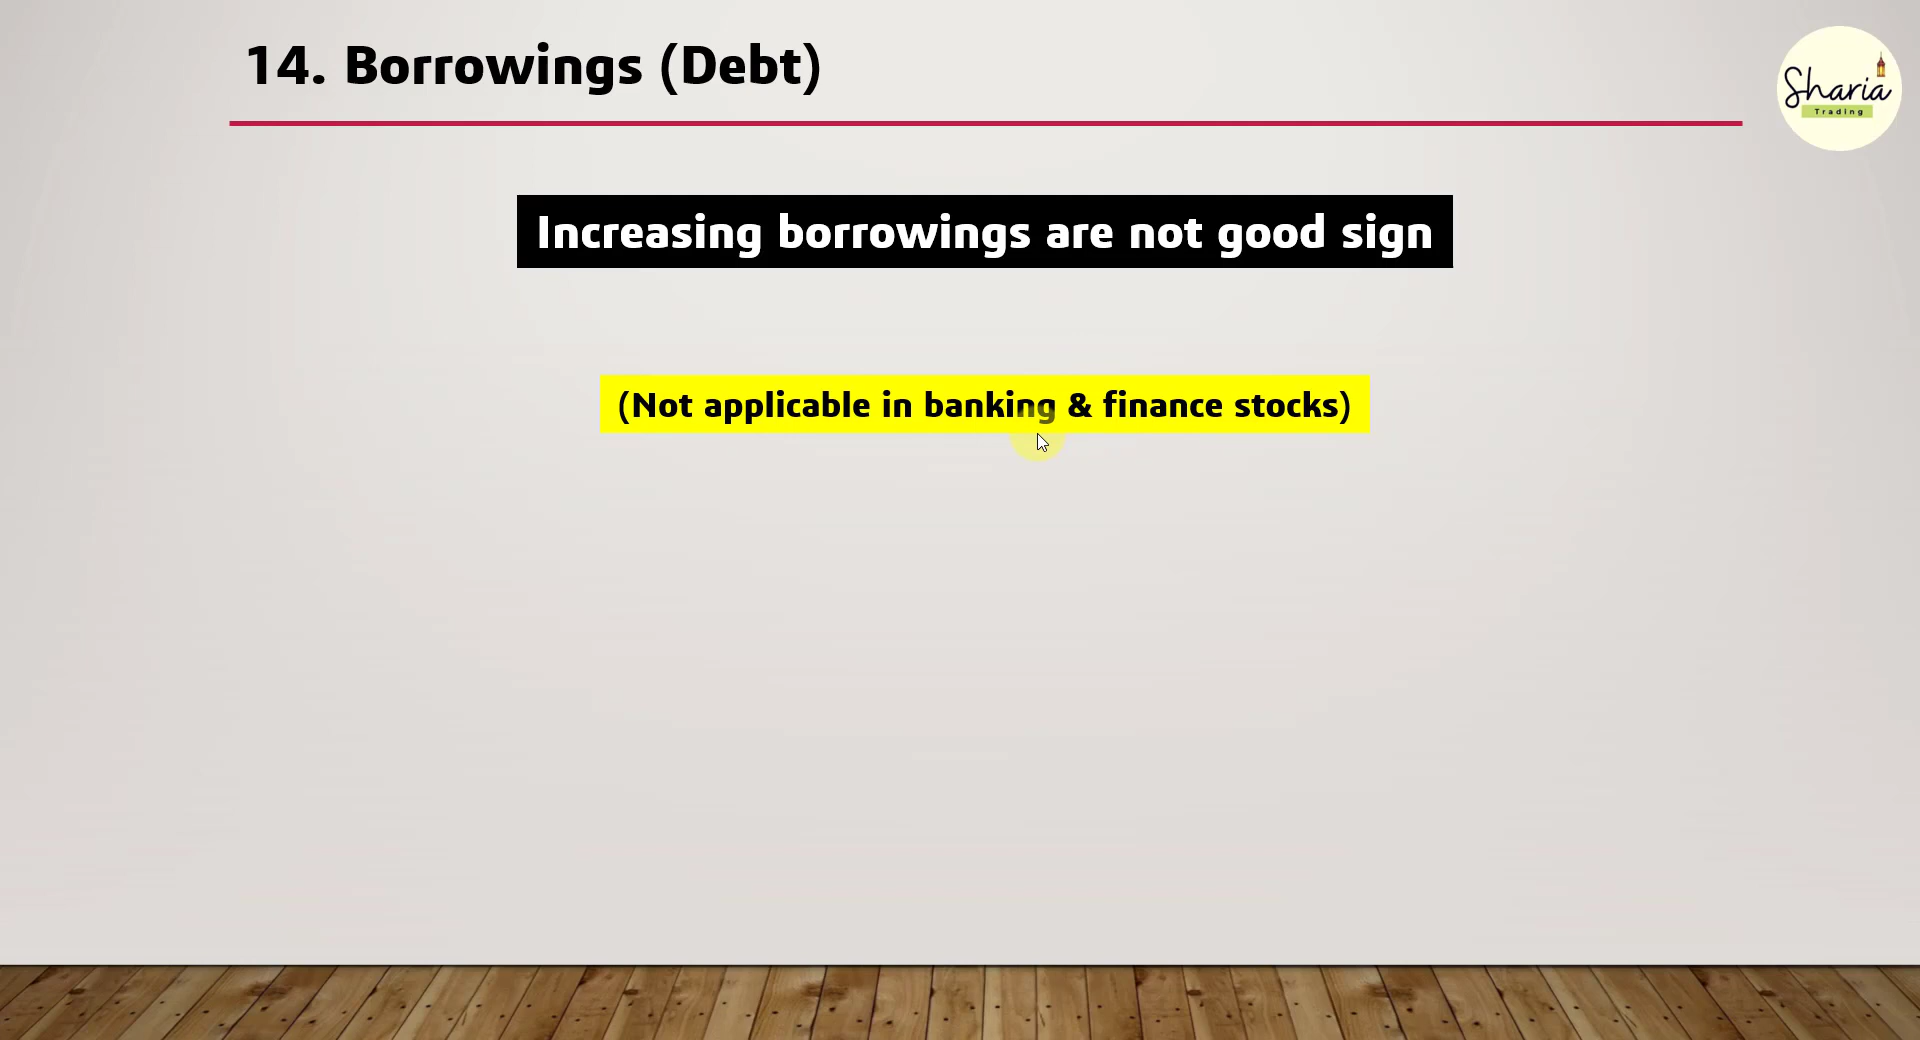 14. Borrowings (Debt)
Sharia
Trading
Increasing borrowings are not good sign
(Not applicable in banking & finance stocks)